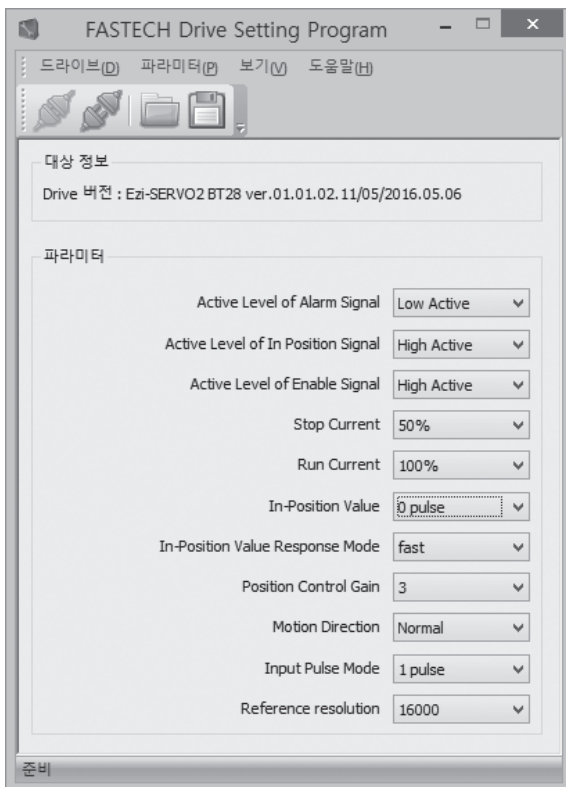 FASTECH Drive Setting Program
드라이브(D) 파라미터(P) 보기(V) 도움말(H)
대상 정보
Drive 버전 : Ezi-SERVO2 BT28 ver.01.01.02.11/05/2016.05.06
파라미터
Active Level of Alarm Signal Low Active
Active Level of In Position Signal High Active
Active Level of Enable Signal High Active
Stop Current 50%
Run Current 100%
In-Position Value 0 pulse
In-Position Value Response Mode fast
Position Control Gain 3
Motion Direction Normal
Input Pulse Mode 1 pulse
Reference resolution 16000
준비